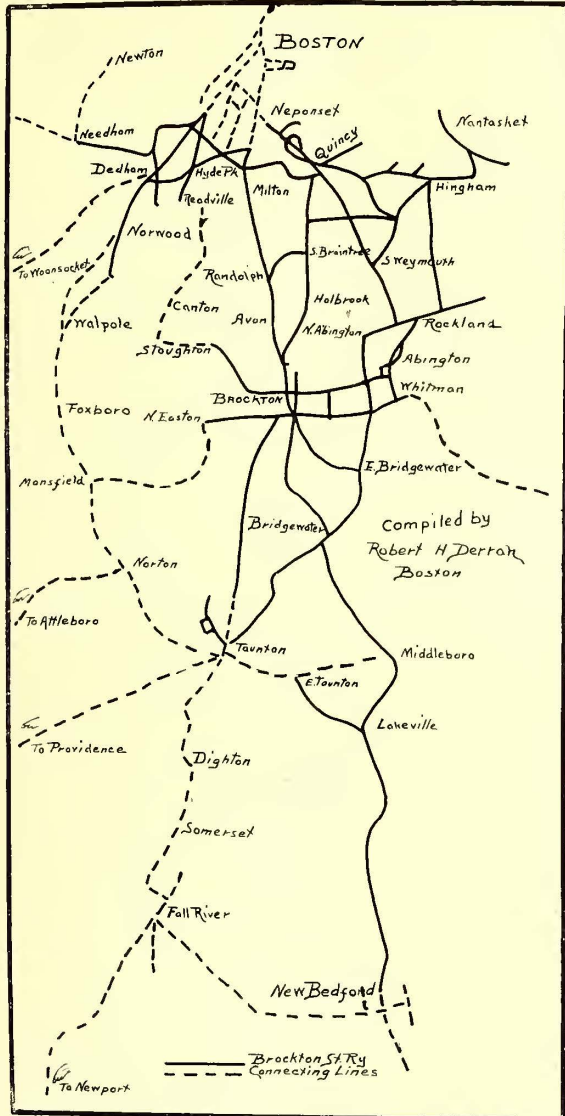 BOSTON
Newton
Neponset
Nantasket
Quincy
Needham
Dedham
Hyde Pk
Milton
Hingham
Readville
Norwood
To Woonsocket
S. Braintree
S Weymouth
Randolph
Canton
Holbrook
Avon
N. Abington
Rockland
Walpole
Stoughton
Abington
Whitman
BROCKTON
Foxboro
N. Easton
E. Bridgewater
Mansfield
Bridgewater
Compiled by
Robert H Derrah
Boston
Norton
To Attleboro
Taunton
Middleboro
E. Taunton
Lakeville
To Providence
Dighton
Somerset
Fall River
New Bedford
Brockton St. Ry
Connecting Lines
To Newport